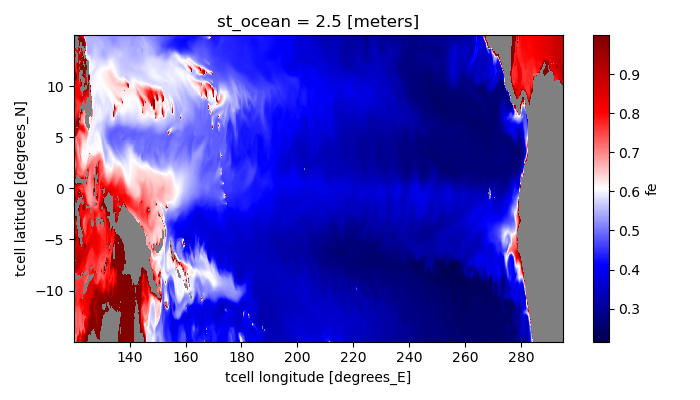 st_ocean = 2.5 [meters]
10
5
0
−5
−10
tcell latitude [degrees_N]
140 160 180 200 220 240 260 280
tcell longitude [degrees_E]
0.9
0.8
0.7
0.6
0.5
0.4
0.3
fe